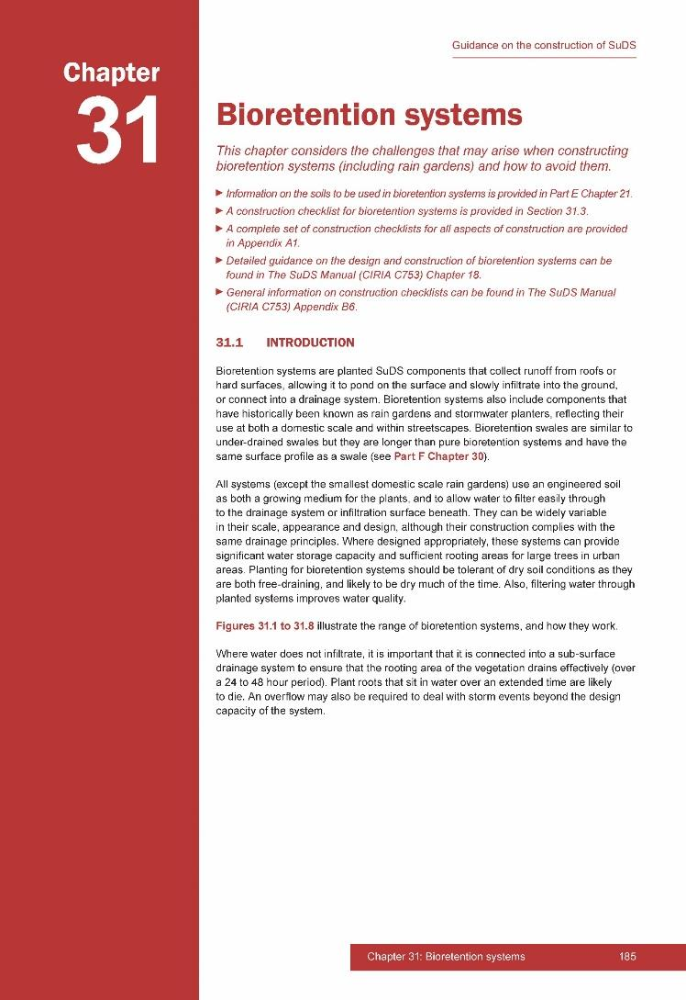 Guidance on the construction of SuDS
Chapter
31
Bioretention systems
This chapter considers the challenges that may arise when constructing
bioretention systems (including rain gardens) and how to avoid them.
► Information on the soils to be used in bioretention systems is provided in Part E Chapter 21.
► A construction checklist for bioretention systems is provided in Section 31.3.
► A complete set of construction checklists for all aspects of construction are provided
in Appendix A1.
► Detailed guidance on the design and construction of bioretention systems can be
found in The SuDS Manual (CIRIA C753) Chapter 18.
► General information on construction checklists can be found in The SuDS Manual
(CIRIA C753) Appendix B6.
31.1 INTRODUCTION
Bioretention systems are planted SuDS components that collect runoff from roofs or
hard surfaces, allowing it to pond on the surface and slowly infiltrate into the ground,
or connect into a drainage system. Bioretention systems also include components that
have historically been known as rain gardens and stormwater planters, reflecting their
use at both a domestic scale and within streetscapes. Bioretention swales are similar to
under-drained swales but they are longer than pure bioretention systems and have the
same surface profile as a swale (see Part F Chapter 30).
All systems (except the smallest domestic scale rain gardens) use an engineered soil
as both a growing medium for the plants, and to allow water to filter easily through
to the drainage system or infiltration surface beneath. They can be widely variable
in their scale, appearance and design, although their construction complies with the
same drainage principles. Where designed appropriately, these systems can provide
significant water storage capacity and sufficient rooting areas for large trees in urban
areas. Planting for bioretention systems should be tolerant of dry soil conditions as they
are both free-draining, and likely to be dry much of the time. Also, filtering water through
planted systems improves water quality.
Figures 31.1 to 31.8 illustrate the range of bioretention systems, and how they work.
Where water does not infiltrate, it is important that it is connected into a sub-surface
drainage system to ensure that the rooting area of the vegetation drains effectively (over
a 24 to 48 hour period). Plant roots that sit in water over an extended time are likely
to die. An overflow may also be required to deal with storm events beyond the design
capacity of the system.
Chapter 31: Bioretention systems 185